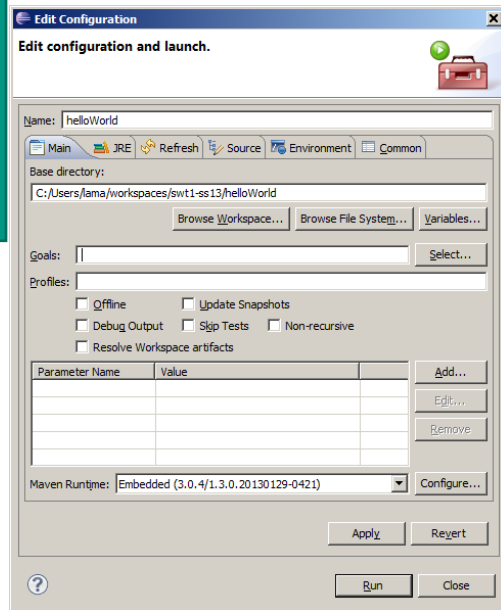 Edit Configuration
Edit configuration and launch.
Name: helloWorld
Main JRE Refresh Source Environment Common
Base directory:
C:/Users/lama/workspaces/swt1-ss13/helloWorld
Browse Workspace... Browse File System... Variables...
Goals: Select...
Profiles:
Offline Update Snapshots
Debug Output Skip Tests Non-recursive
Resolve Workspace artifacts
Parameter Name Value Add...
Edit...
Remove
Maven Runtime: Embedded (3.0.4/1.3.0.20130129-0421) Configure...
Apply Revert
? Run Close